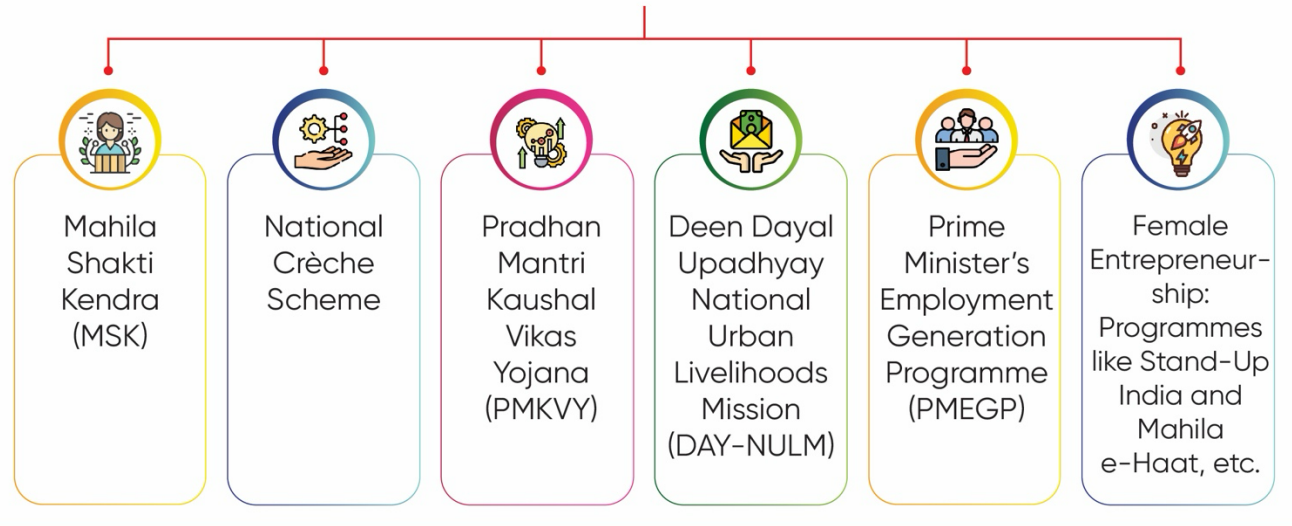 Mahila
Shakti
Kendra
(MSK)
National
Crèche
Scheme
Pradhan
Mantri
Kaushal
Vikas
Yojana
(PMKVY)
Deen Dayal
Upadhyay
National
Urban
Livelihoods
Mission
(DAY-NULM)
Prime
Minister’s
Employment
Generation
Programme
(PMEGP)
Female
Entrepreneur-
ship:
Programmes
like Stand-Up
India and
Mahila
e-Haat, etc.